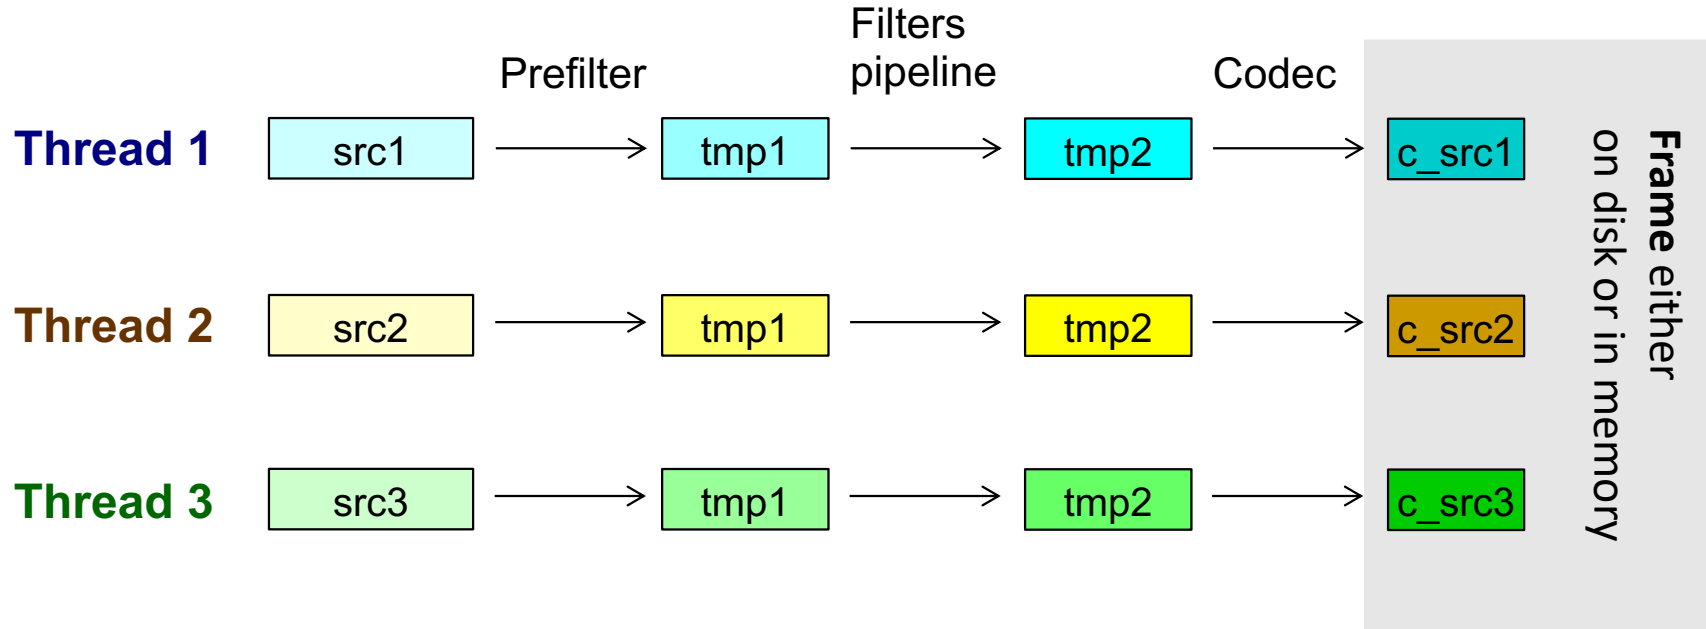 Prefilter
Filters
pipeline
Codec
Thread 1
src1
tmp1
tmp2
c_src1
Thread 2
src2
tmp1
tmp2
c_src2
Thread 3
src3
tmp1
tmp2
c_src3
Frame either
on disk or in memory